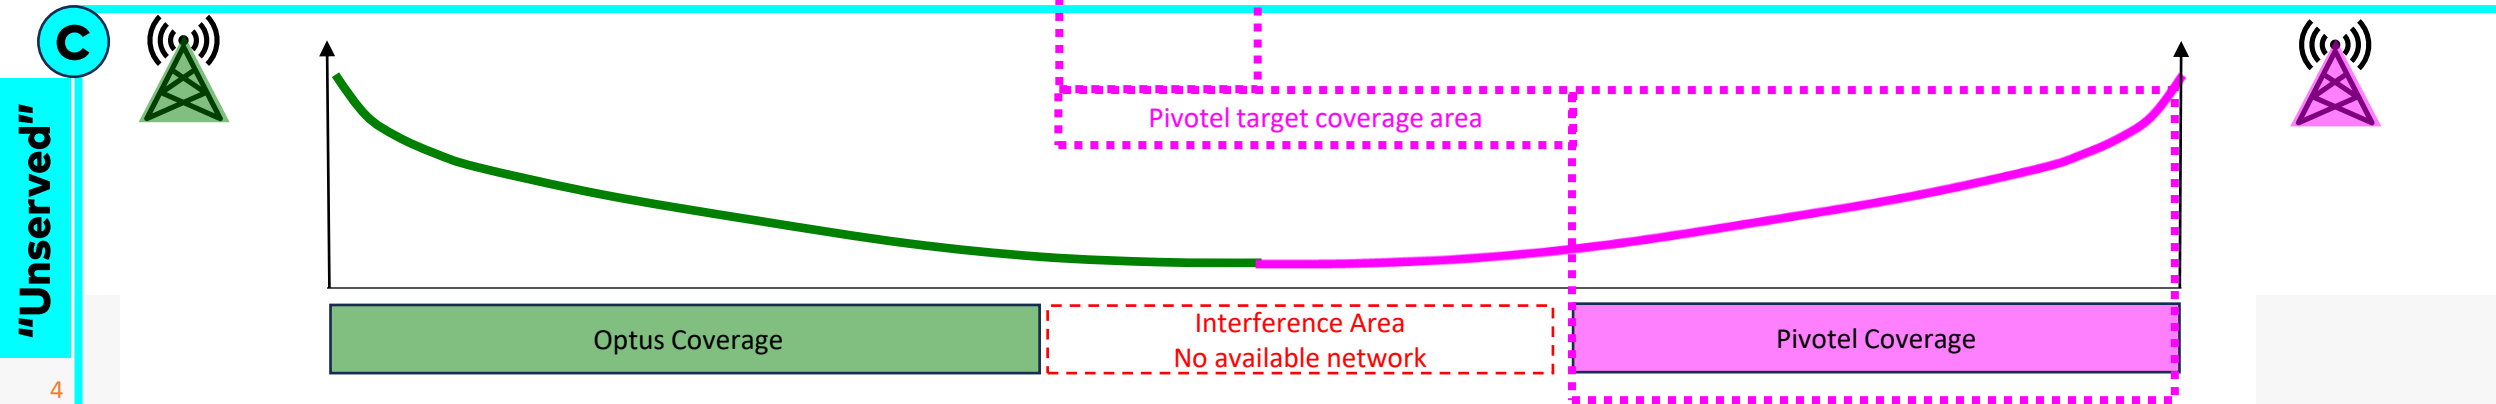 C
"Unserved"
Pivotel target coverage area
Optus Coverage
Interference Area
No available network
Pivotel Coverage
4